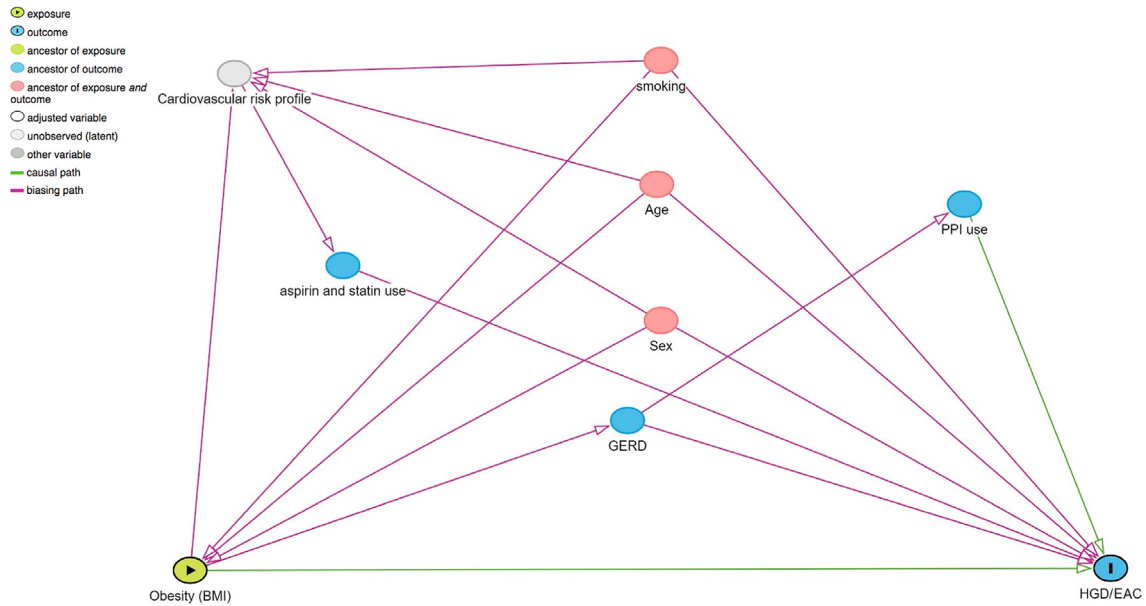 exposure
outcome
ancestor of exposure
ancestor of outcome
ancestor of exposure and
outcome
adjusted variable
unobserved (latent)
other variable
causal path
biasing path
smoking
Cardiovascular risk profile
Age
PPI use
aspirin and statin use
Sex
GERD
Obesity (BMI)
HGD/EAC